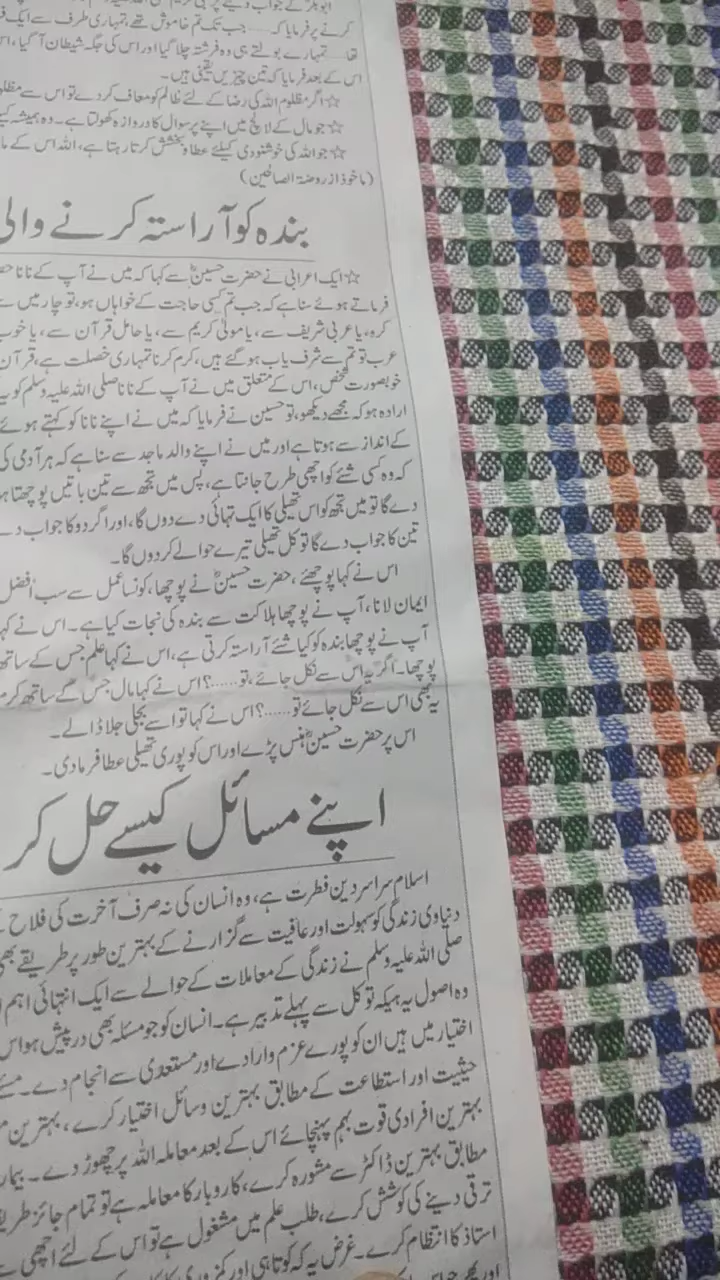 کرنے پر فرمایا کہ ...... جب تک تم خاموش تھے، تمہاری طرف سے ایک
تھا ...... تمہارے بولتے ہی وہ فرشتہ چلا گیا اور اس کی جگہ شیطان آ گیا،
اس کے بعد فرمایا کہ تین چیزیں یقینی ہیں۔
☆ اگر مظلوم اللہ کی رضا کے لئے ظالم کو معاف کر دے تو اس سے
☆ جو مال کے لالچ میں اپنے پر سوال کا دروازہ کھولتا ہے۔ وہ ہمیشہ
☆ جو اللہ کی خوشنودی کیلئے عطا و بخشش کرتا رہتا ہے، اللہ اس کے
(ماخوذ از روضۃ الصالحین)
بندہ کو آراستہ کرنے والی
☆ ایک اعرابی نے حضرت حسینؓ سے کہا کہ میں نے آپ کے نانا
فرماتے ہوئے سنا ہے کہ جب تم کسی حاجت کے خواہاں ہو، تو چار میں سے
کرو، یا عربی شریف سے، یا مولیٰ کریم سے، یا حامل قرآن سے، یا خوب
عرب تو تم سے شرف یاب ہو گئے ہیں، کرم کرنا تمہاری خصلت ہے، قرآن
خوبصورت شخص، اس کے متعلق میں نے آپ کے نانا صلی اللہ علیہ وسلم کو
ارادہ ہو کہ مجھے دیکھو، تو حسین نے فرمایا کہ میں نے اپنے نانا کو کہتے ہوئے
کے انداز سے ہوتا ہے اور میں نے اپنے والد ماجد سے سنا ہے کہ ہر آدمی کی
کہ وہ کسی شئے کو اچھی طرح جانتا ہے، پس میں تجھ سے تین باتیں پوچھتا
دے گا تو میں تجھ کو اس تھیلی کا ایک تہائی دے دوں گا، اور اگر دو کا جواب دے
تین کا جواب دے گا تو کل تھیلی تیرے حوالے کر دوں گا۔
اس نے کہا پوچھئے، حضرت حسینؓ نے پوچھا، کونسا عمل سب سے افضل
ایمان لانا، آپ نے پوچھا ہلاکت سے بندہ کی نجات کیا ہے۔ اس نے کہا
آپ نے پوچھا بندہ کو کیا شئے آراستہ کرتی ہے، اس نے کہا علم جس کے ساتھ
پوچھا۔ اگر یہ اس سے نکل جائے، تو......؟ اس نے کہا مال جس کے ساتھ کرم
یہ بھی اس سے نکل جائے تو......؟ اس نے کہا تو اسے بجلی جلا ڈالے۔
اس پر حضرت حسینؓ ہنس پڑے اور اس کو پوری تھیلی عطا فرما دی۔
اپنے مسائل کیسے حل کر
اسلام سراسر دین فطرت ہے، وہ انسان کی نہ صرف آخرت کی فلاح
دنیاوی زندگی کو سہولت اور عافیت سے گزارنے کے بہترین طور پر طریقے بھی
صلی اللہ علیہ وسلم نے زندگی کے معاملات کے حوالے سے ایک انتہائی اہم
وہ اصول یہ ہیکہ توکل سے پہلے تدبیر ہے۔ انسان کو جو مسئلہ بھی درپیش ہو اس
اختیار میں ہیں ان کو پورے عزم و ارادے اور مستعدی سے انجام دے۔
حیثیت اور استطاعت کے مطابق بہترین وسائل اختیار کرے،
بہترین افرادی قوت بہم پہنچائے اس کے بعد معاملہ اللہ پر چھوڑ دے۔
مطابق بہترین ڈاکٹر سے مشورہ کرے، کاروبار کا معاملہ ہے تو تمام جائز
ترقی دینے کی کوشش کرے، طلب علم میں مشغول ہے تو اس کے لئے اچھی
استاذ کا انتظام کرے۔ غرض یہ کہ کوتاہی اور کمزوری